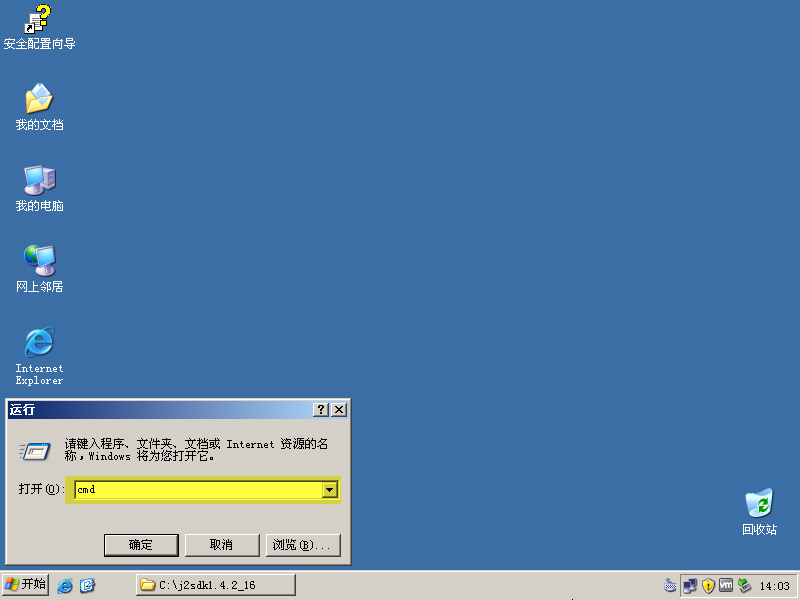 安全配置向导
我的文档
我的电脑
网上邻居
Internet
Explorer
运行
请键入程序、文件夹、文档或 Internet 资源的名
称，Windows 将为您打开它。
打开(O):
cmd
确定
取消
浏览(B)...
回收站
开始
C:\j2sdk1.4.2_16
14:03